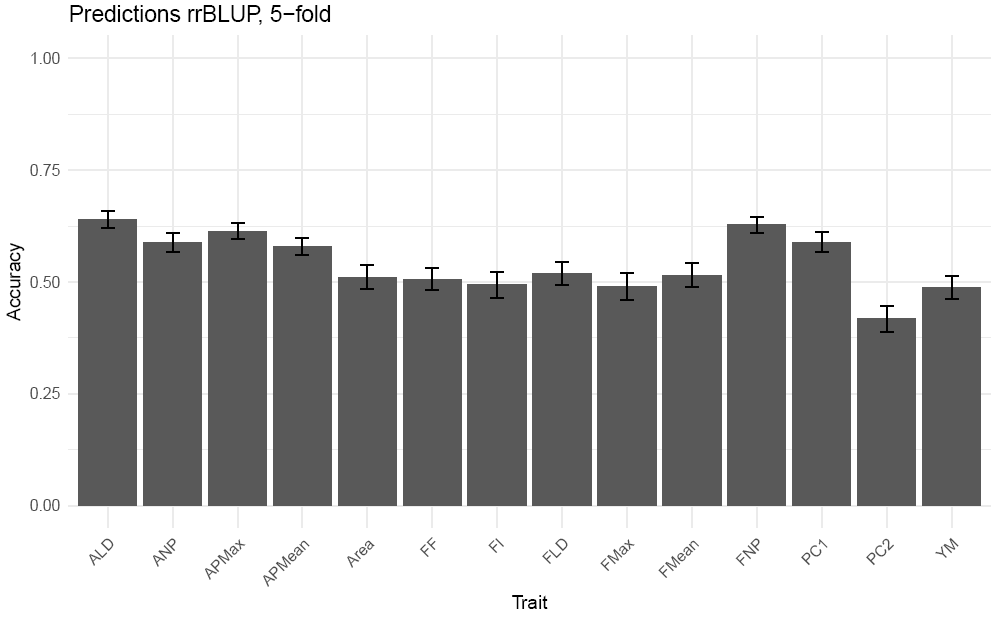 Predictions rrBLUP, 5−fold
1.00
0.75
0.50
0.25
0.00
Accuracy
ALD
ANP
APMax
APMean
Area
FF
FI
FLD
FMax
FMean
FNP
PC1
PC2
YM
Trait